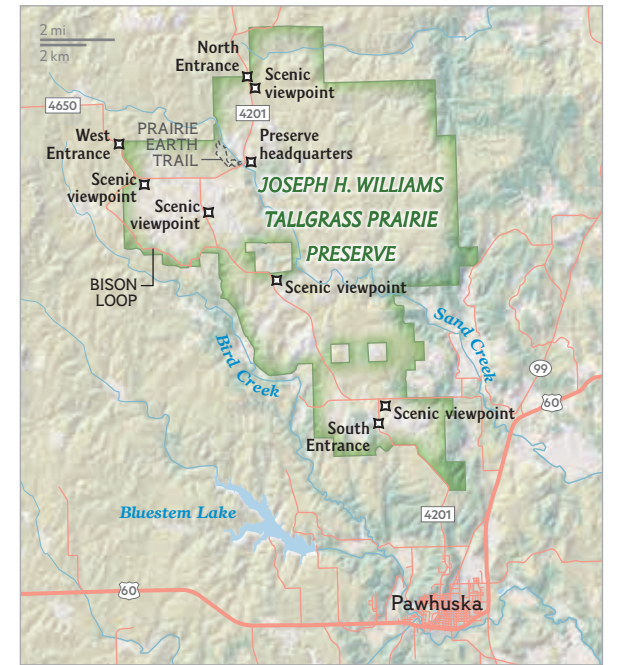 2 mi
2 km
North
Entrance
Scenic
viewpoint
4650
4201
West
Entrance
PRAIRIE
EARTH
TRAIL
Preserve
headquarters
Scenic
viewpoint
Scenic
viewpoint
JOSEPH H. WILLIAMS
TALLGRASS PRAIRIE
PRESERVE
BISON
LOOP
Scenic viewpoint
Bird Creek
Sand Creek
99
60
Scenic viewpoint
South
Entrance
Bluestem Lake
4201
60
Pawhuska